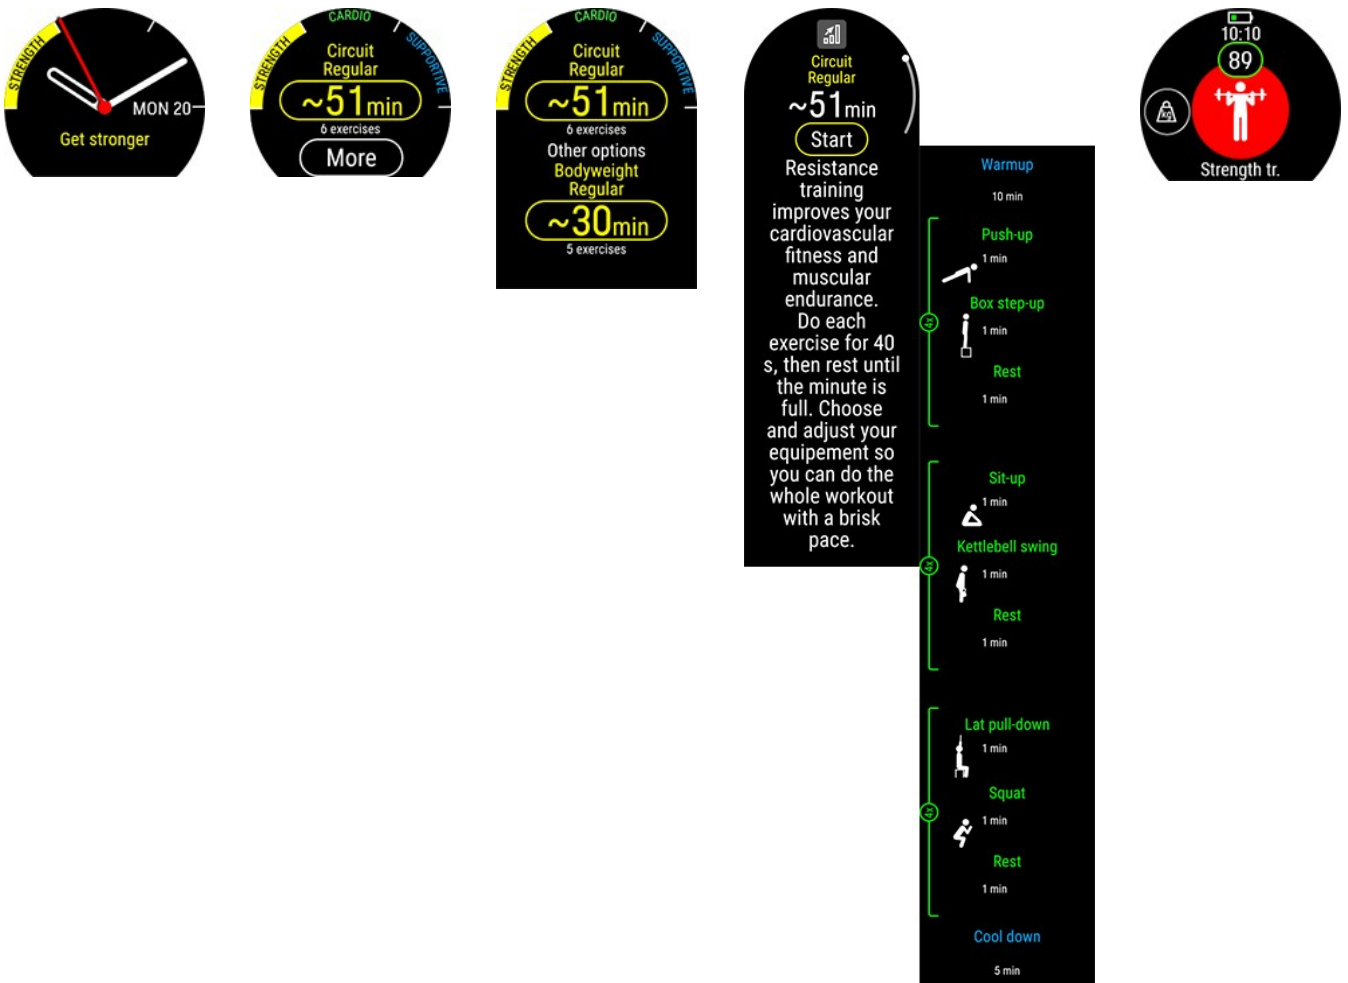 STRENGTH
MON 20
Get stronger
STRENGTH
CARDIO
SUPPORTIVE
Circuit
Regular
~51min
6 exercises
More
STRENGTH
CARDIO
SUPPORTIVE
Circuit
Regular
~51min
6 exercises
Other options
Bodyweight
Regular
~30min
5 exercises
Circuit
Regular
~51min
Start
Resistance
training
improves your
cardiovascular
fitness and
muscular
endurance.
Do each
exercise for 40
s, then rest until
the minute is
full. Choose
and adjust your
equipement so
you can do the
whole workout
with a brisk
pace.
Warmup
10 min
Push-up
1 min
Box step-up
4x
1 min
Rest
1 min
Sit-up
1 min
Kettlebell swing
4x
1 min
Rest
1 min
Lat pull-down
1 min
Squat
4x
1 min
Rest
1 min
Cool down
5 min
10:10
89
kg
Strength tr.